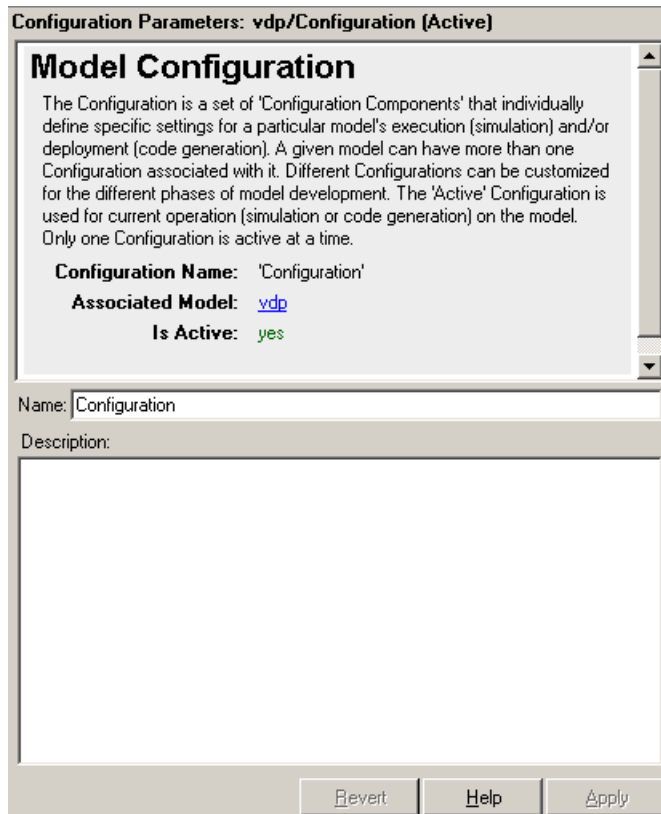 Configuration Parameters: vdp/Configuration (Active)
Model Configuration
The Configuration is a set of 'Configuration Components' that individually
define specific settings for a particular model's execution (simulation) and/or
deployment (code generation). A given model can have more than one
Configuration associated with it. Different Configurations can be customized
for the different phases of model development. The 'Active' Configuration is
used for current operation (simulation or code generation) on the model.
Only one Configuration is active at a time.
Configuration Name: 'Configuration'
Associated Model: vdp
Is Active: yes
Name: Configuration
Description:
Revert Help Apply